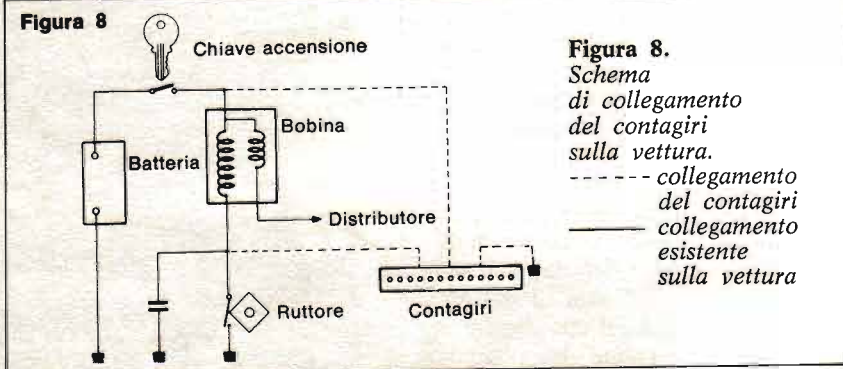 Figura 8
Chiave accensione
Bobina
Batteria
Distributore
Ruttore
Contagiri
Figura 8.
Schema
di collegamento
del contagiri
sulla vettura.
collegamento
del contagiri
collegamento
esistente
sulla vettura